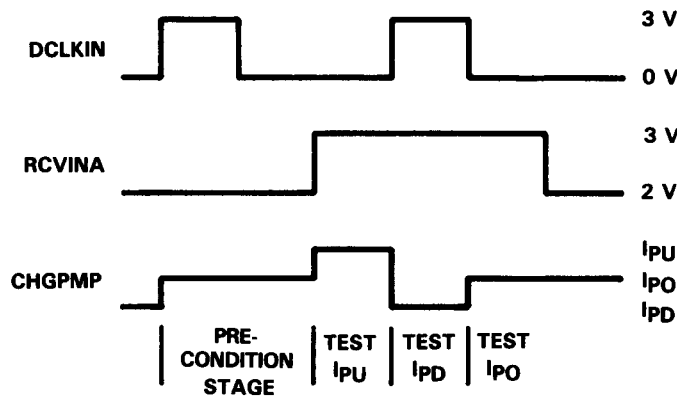 3 V
DCLKIN
0 V
3 V
RCVINA
2 V
IPU
CHGPMP
IPO
IPD
PRE-
CONDITION
STAGE
TEST
IPU
TEST
IPD
TEST
IPO